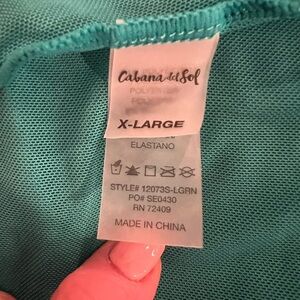 Cabana del Sol
X-LARGE
ELASTANO
STYLE# 12073S-LGRN
PO# SE0430
RN 72409
MADE IN CHINA